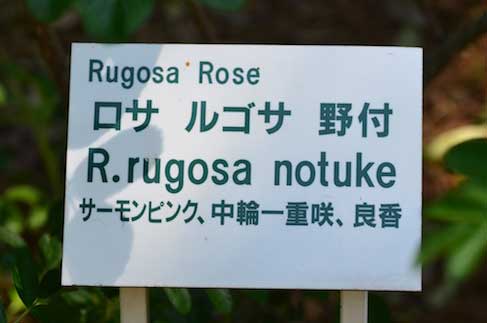 Rugosa Rose
ロサ ルゴサ 野付
R.rugosa notuke
サーモンピンク、中輪一重咲、良香